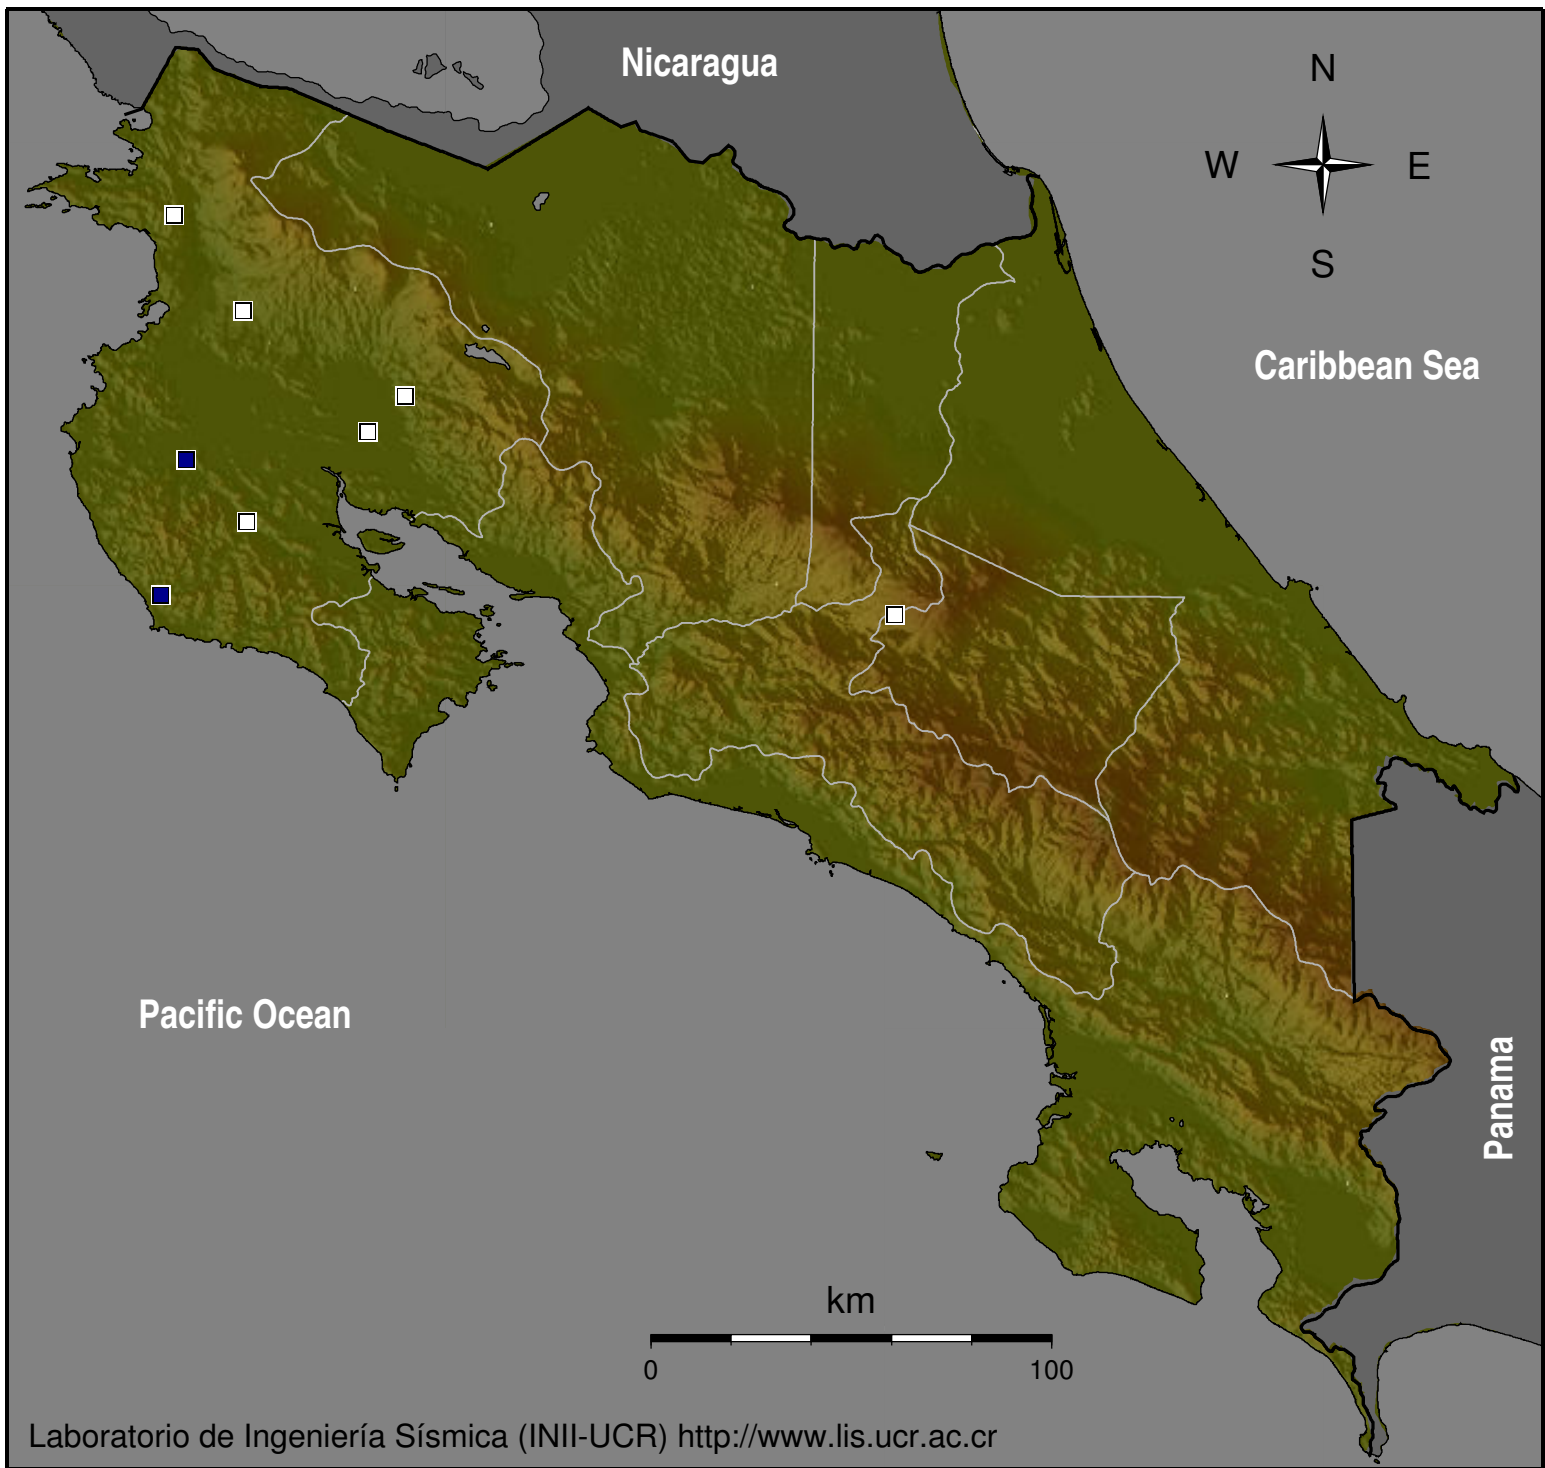 Nicaragua
N
W E
S
Caribbean Sea
Pacific Ocean
Panama
km
0 100
Laboratorio de Ingeniería Sísmica (INII-UCR) http://www.lis.ucr.ac.cr